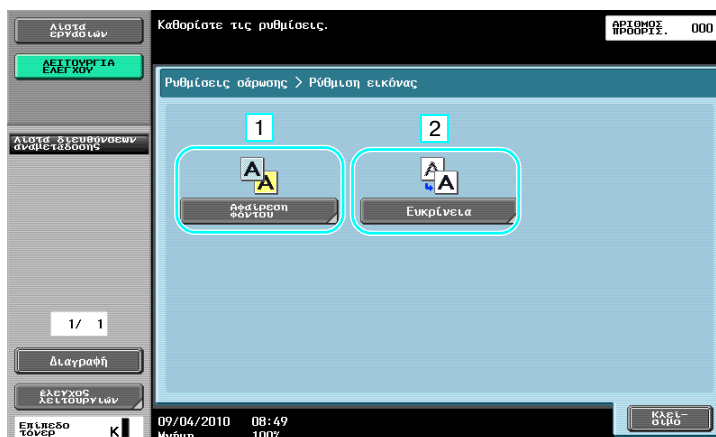 Λίστα
εργασιών
Καθορίστε τις ρυθμίσεις.
ΑΡΙΘΜΟΣ
ΠΡΟΟΡΙΣ.
000
ΛΕΙΤΟΥΡΓΙΑ
ΕΛΕΓΧΟΥ
Ρυθμίσεις σάρωσης > Ρύθμιση εικόνας
1
2
Λίστα διευθύνσεων
αναμετάδοσης
Αφαίρεση
φόντου
Ευκρίνεια
1/ 1
Διαγραφή
έλεγχος
λειτουργιών
Επίπεδο
τόνερ
K
09/04/2010 08:49
Μνήμη 100%
Κλεί-
σιμο